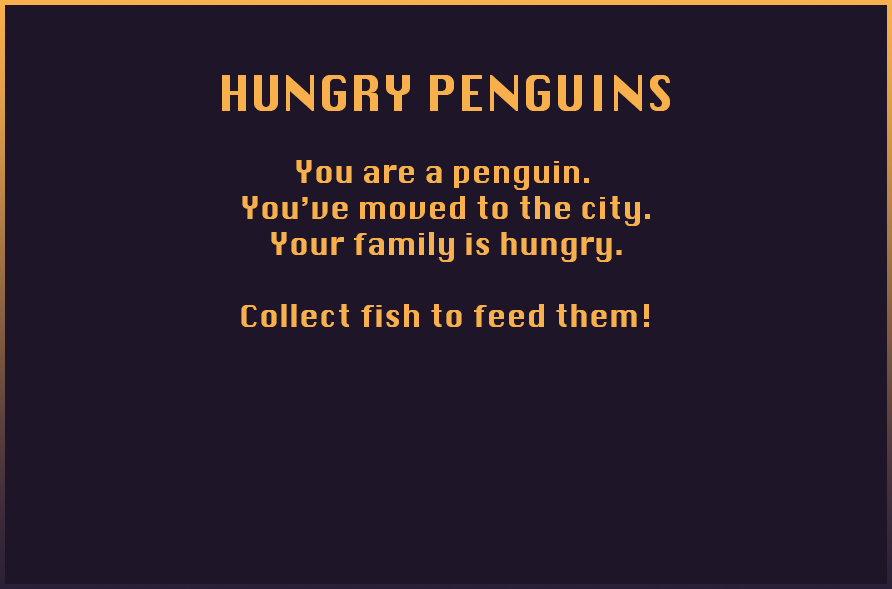 HUNGRY PENGUINS
You are a penguin.
You've moved to the city.
Your family is hungry.
Collect fish to feed them!